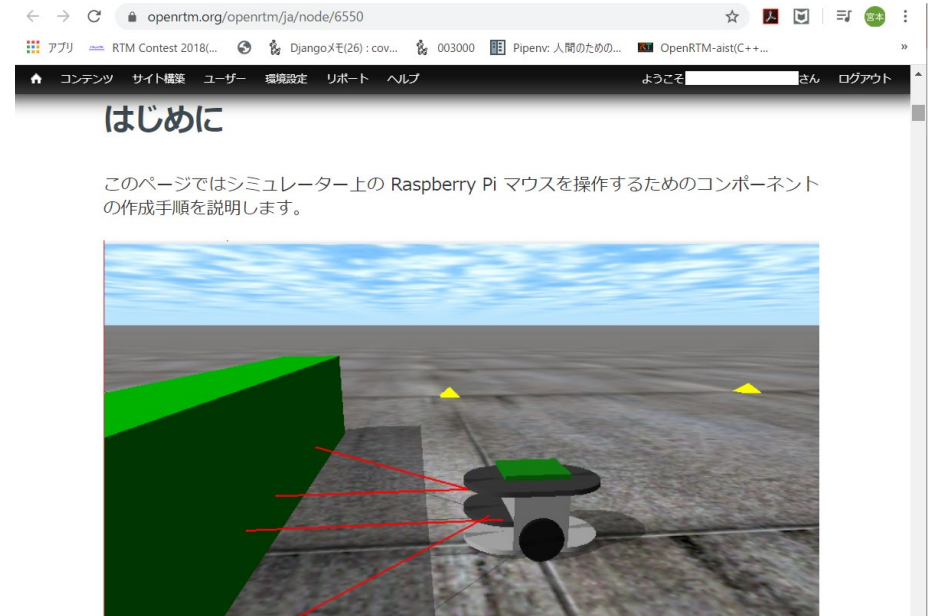 openrtm.org/openrtm/ja/node/6550
宮本
アプリ RTM Contest 2018(... Djangoメモ(26) : cov... 003000 Pipenv: 人間のための... OpenRTM-aist(C++... »
コンテンツ サイト構築 ユーザー 環境設定 リポート ヘルプ ようこそ さん ログアウト
はじめに
このページではシミュレーター上の Raspberry Pi マウスを操作するためのコンポーネント
の作成手順を説明します。